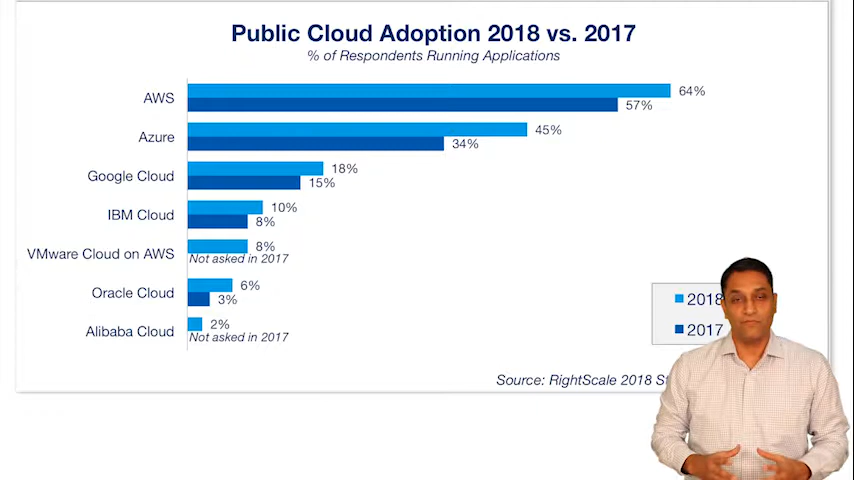 Public Cloud Adoption 2018 vs. 2017
% of Respondents Running Applications
AWS
64%
57%
Azure
45%
34%
Google Cloud
18%
15%
IBM Cloud
10%
8%
VMware Cloud on AWS
8%
Not asked in 2017
Oracle Cloud
6%
3%
Alibaba Cloud
2%
Not asked in 2017
2018
2017
Source: RightScale 2018